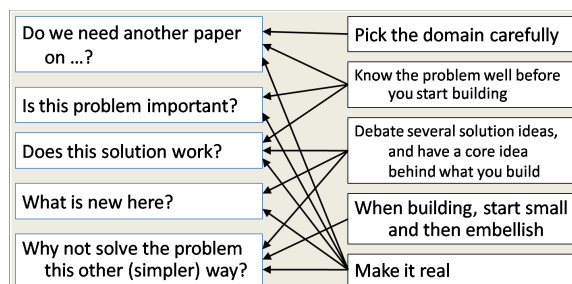 Do we need another paper
on ...?
Is this problem important?
Does this solution work?
What is new here?
Why not solve the problem
this other (simpler) way?
Pick the domain carefully
Know the problem well before
you start building
Debate several solution ideas,
and have a core idea
behind what you build
When building, start small
and then embellish
Make it real